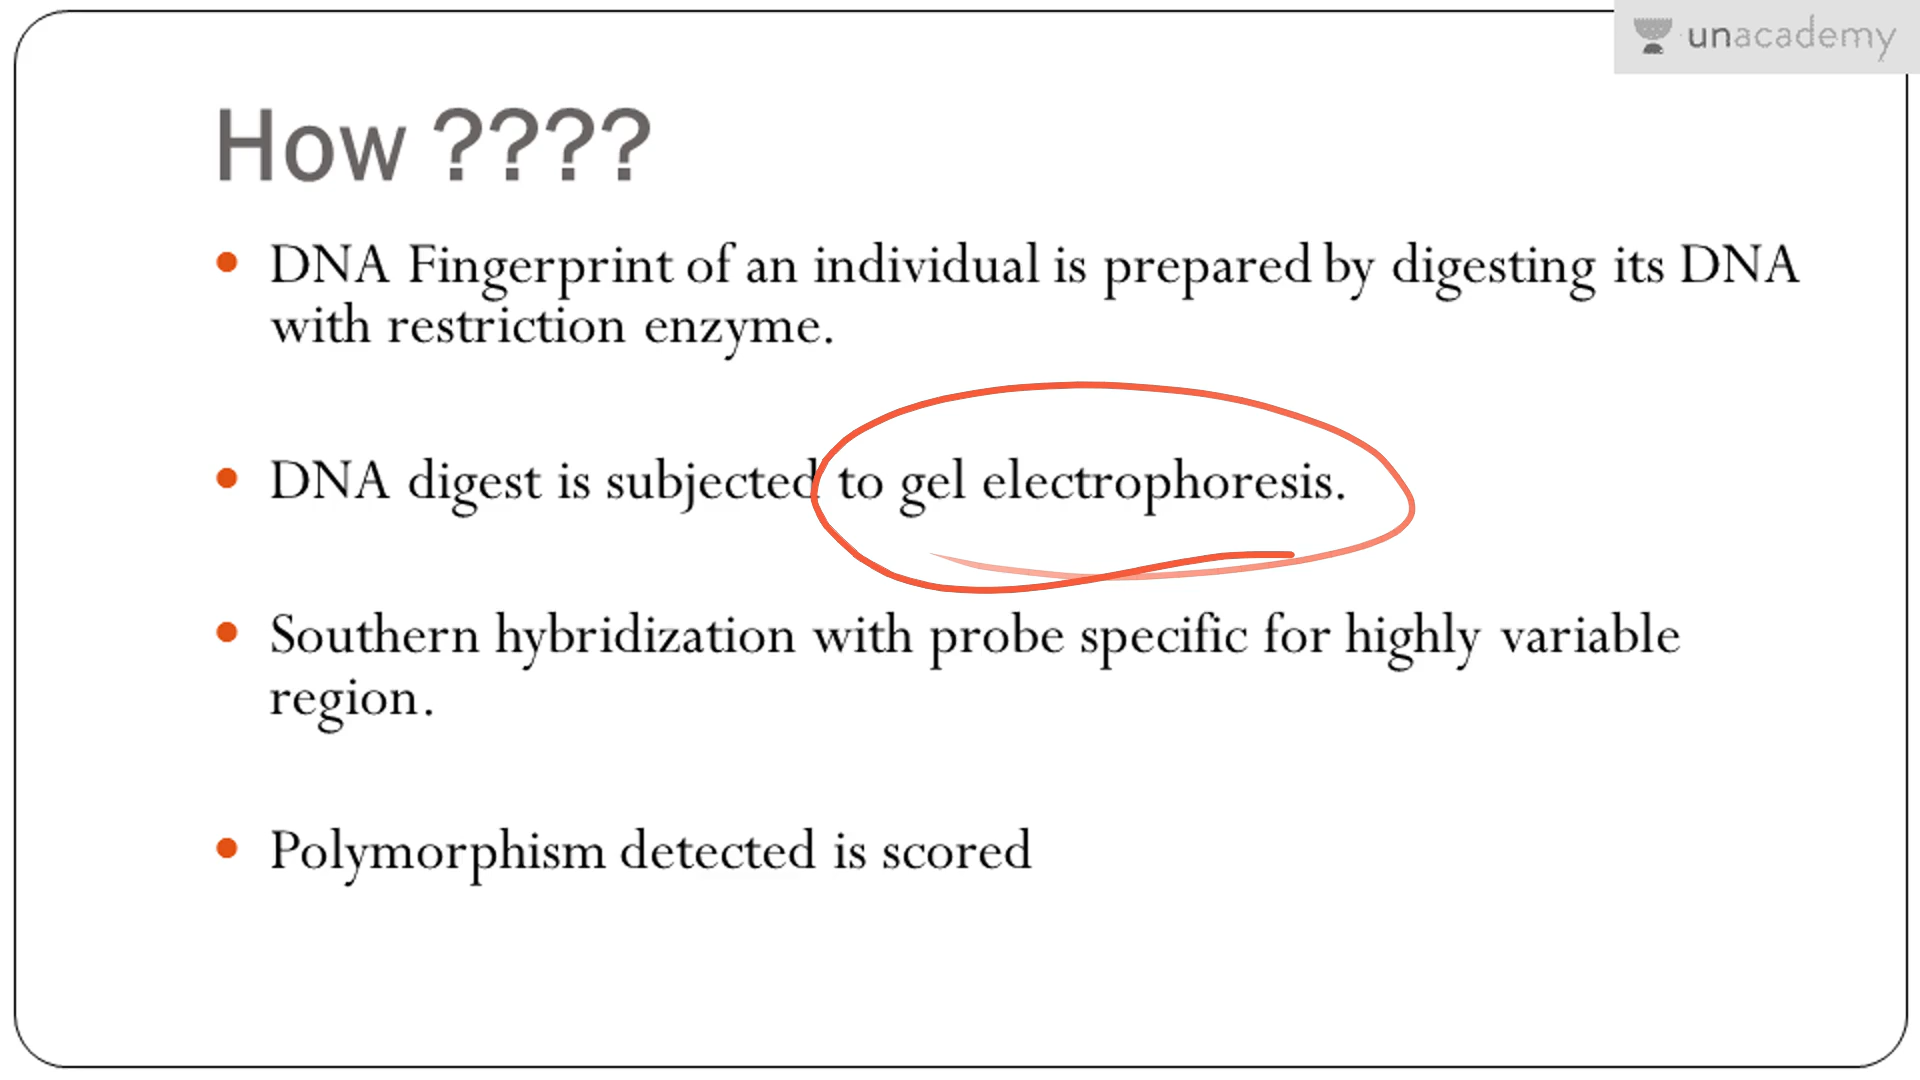 unacademy
How ????
DNA Fingerprint of an individual is prepared by digesting its DNA
with restriction enzyme.
DNA digest is subjected to gel electrophoresis.
Southern hybridization with probe specific for highly variable
region.
Polymorphism detected is scored